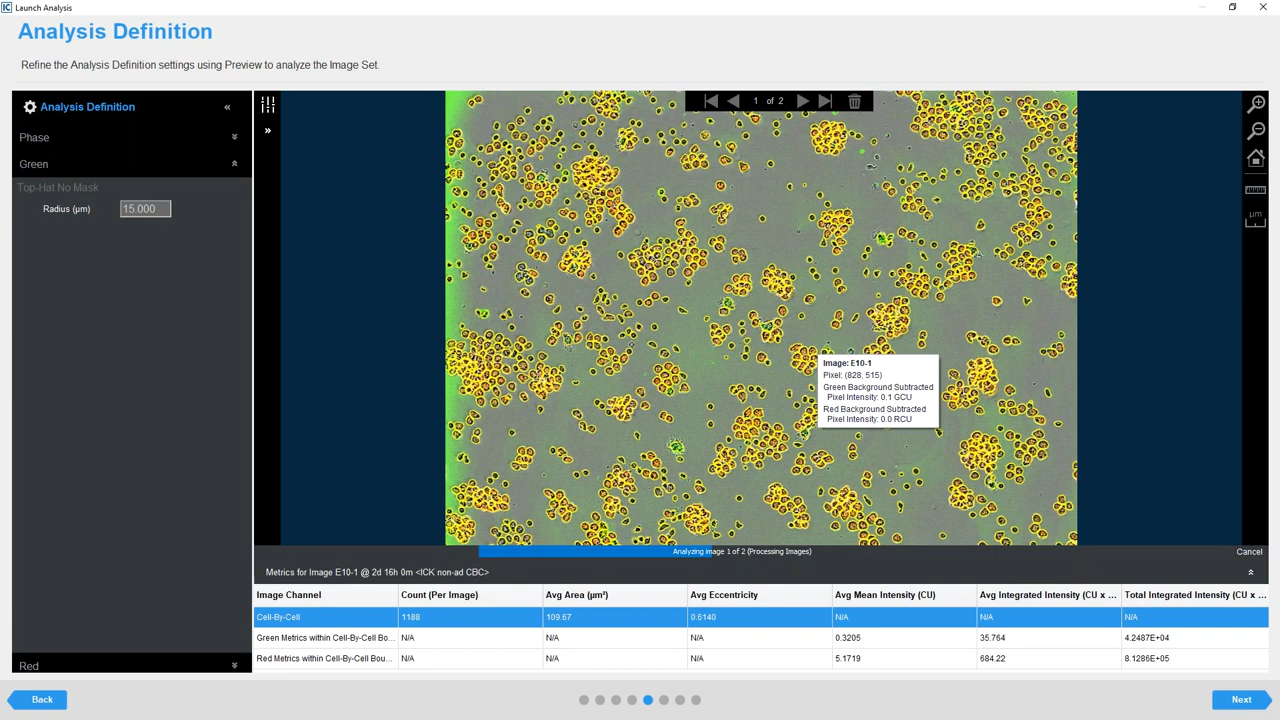 IC Launch Analysis
Analysis Definition
Refine the Analysis Definition settings using Preview to analyze the Image Set.
Analysis Definition «
Phase
Green
Top-Hat No Mask
Radius (µm) 15.000
Red
»
1 of 2
µm
Image: E10-1
Pixel: (828, 515)
Green Background Subtracted
Pixel Intensity: 0.1 GCU
Red Background Subtracted
Pixel Intensity: 0.0 RCU
Analyzing image 1 of 2 (Processing Images) Cancel
Metrics for Image E10-1 @ 2d 16h 0m <ICK non-ad CBC>
Image Channel Count (Per Image) Avg Area (µm²) Avg Eccentricity Avg Mean Intensity (CU) Avg Integrated Intensity (CU x ... Total Integrated Intensity (CU x ...
Cell-By-Cell 1188 109.67 0.6140 N/A N/A N/A
Green Metrics within Cell-By-Cell Bo... N/A N/A N/A 0.3205 35.764 4.2487E+04
Red Metrics within Cell-By-Cell Bou... N/A N/A N/A 5.1719 684.22 8.1286E+05
Back Next